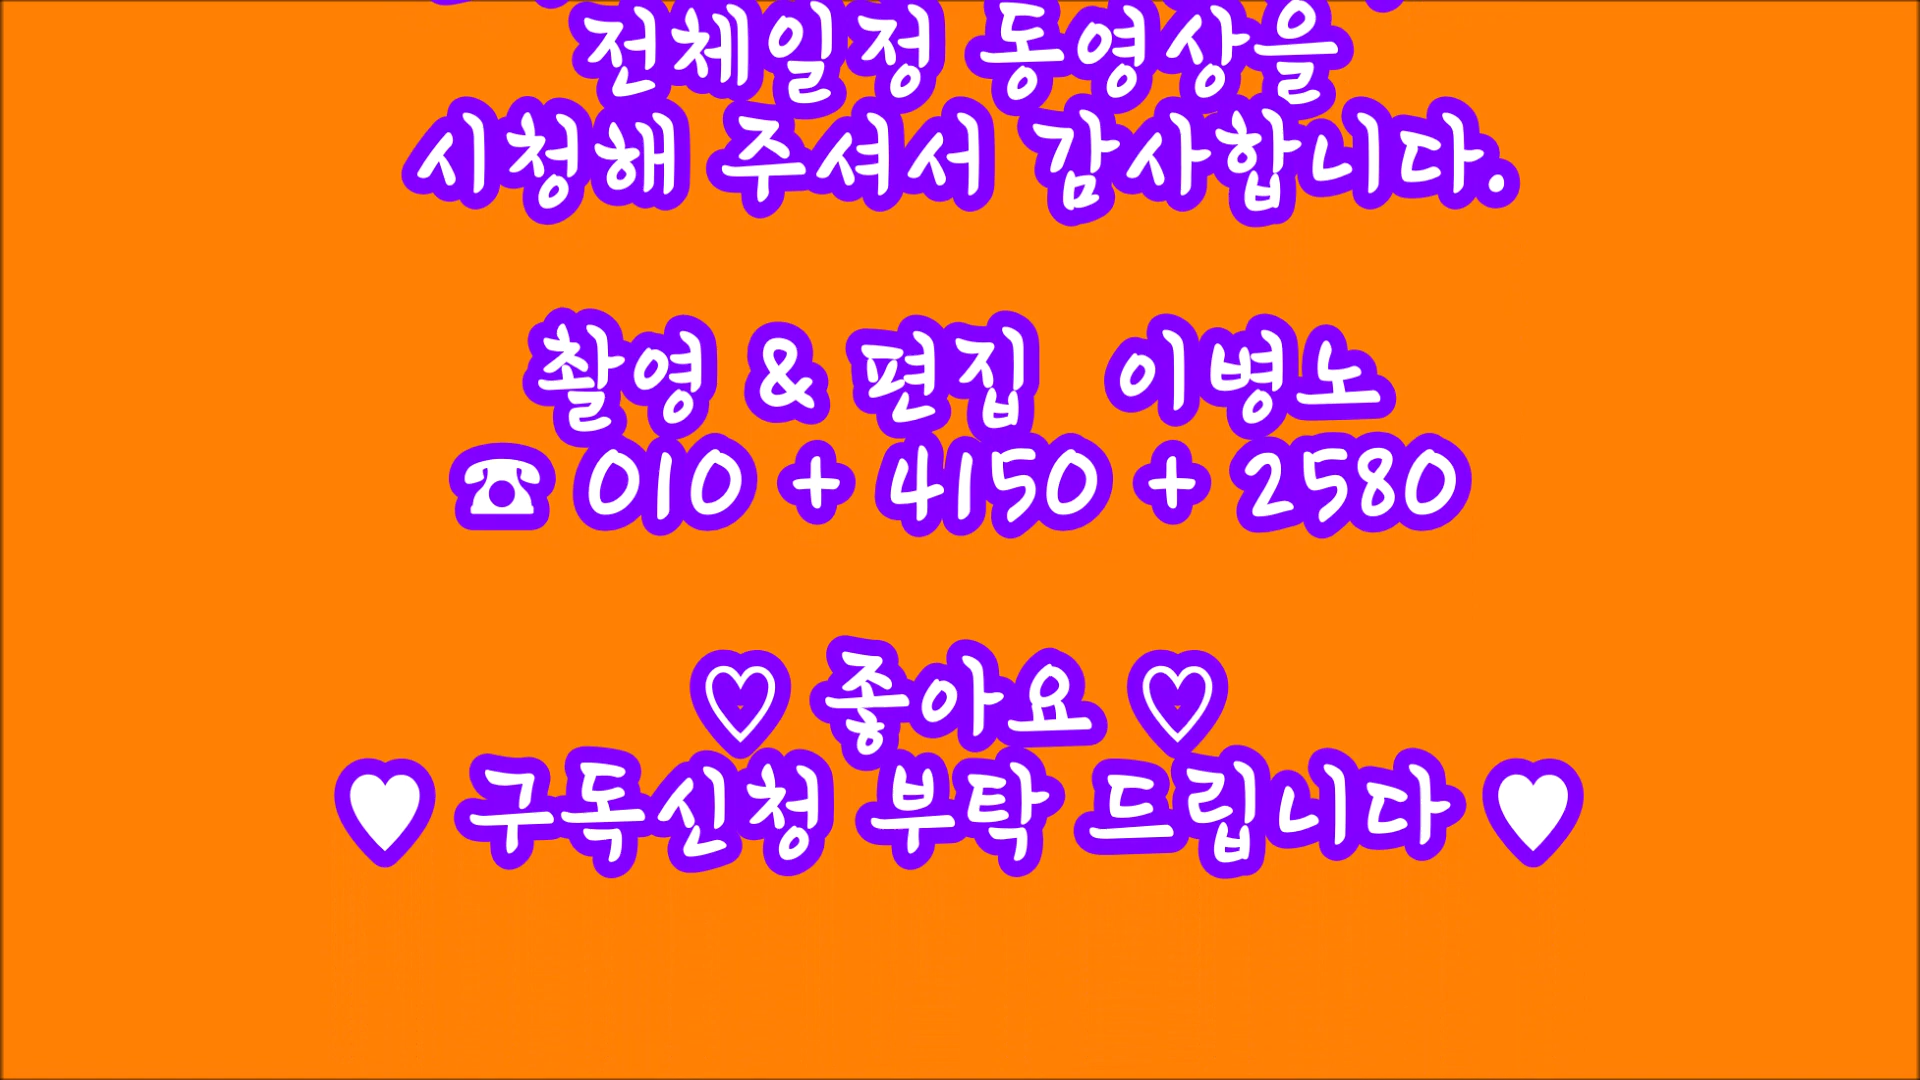 전체일정 동영상을
시청해 주셔서 감사합니다.
촬영 & 편집 이병노
☎ 010 + 4150 + 2580
♡ 좋아요 ♡
♥ 구독신청 부탁 드립니다 ♥